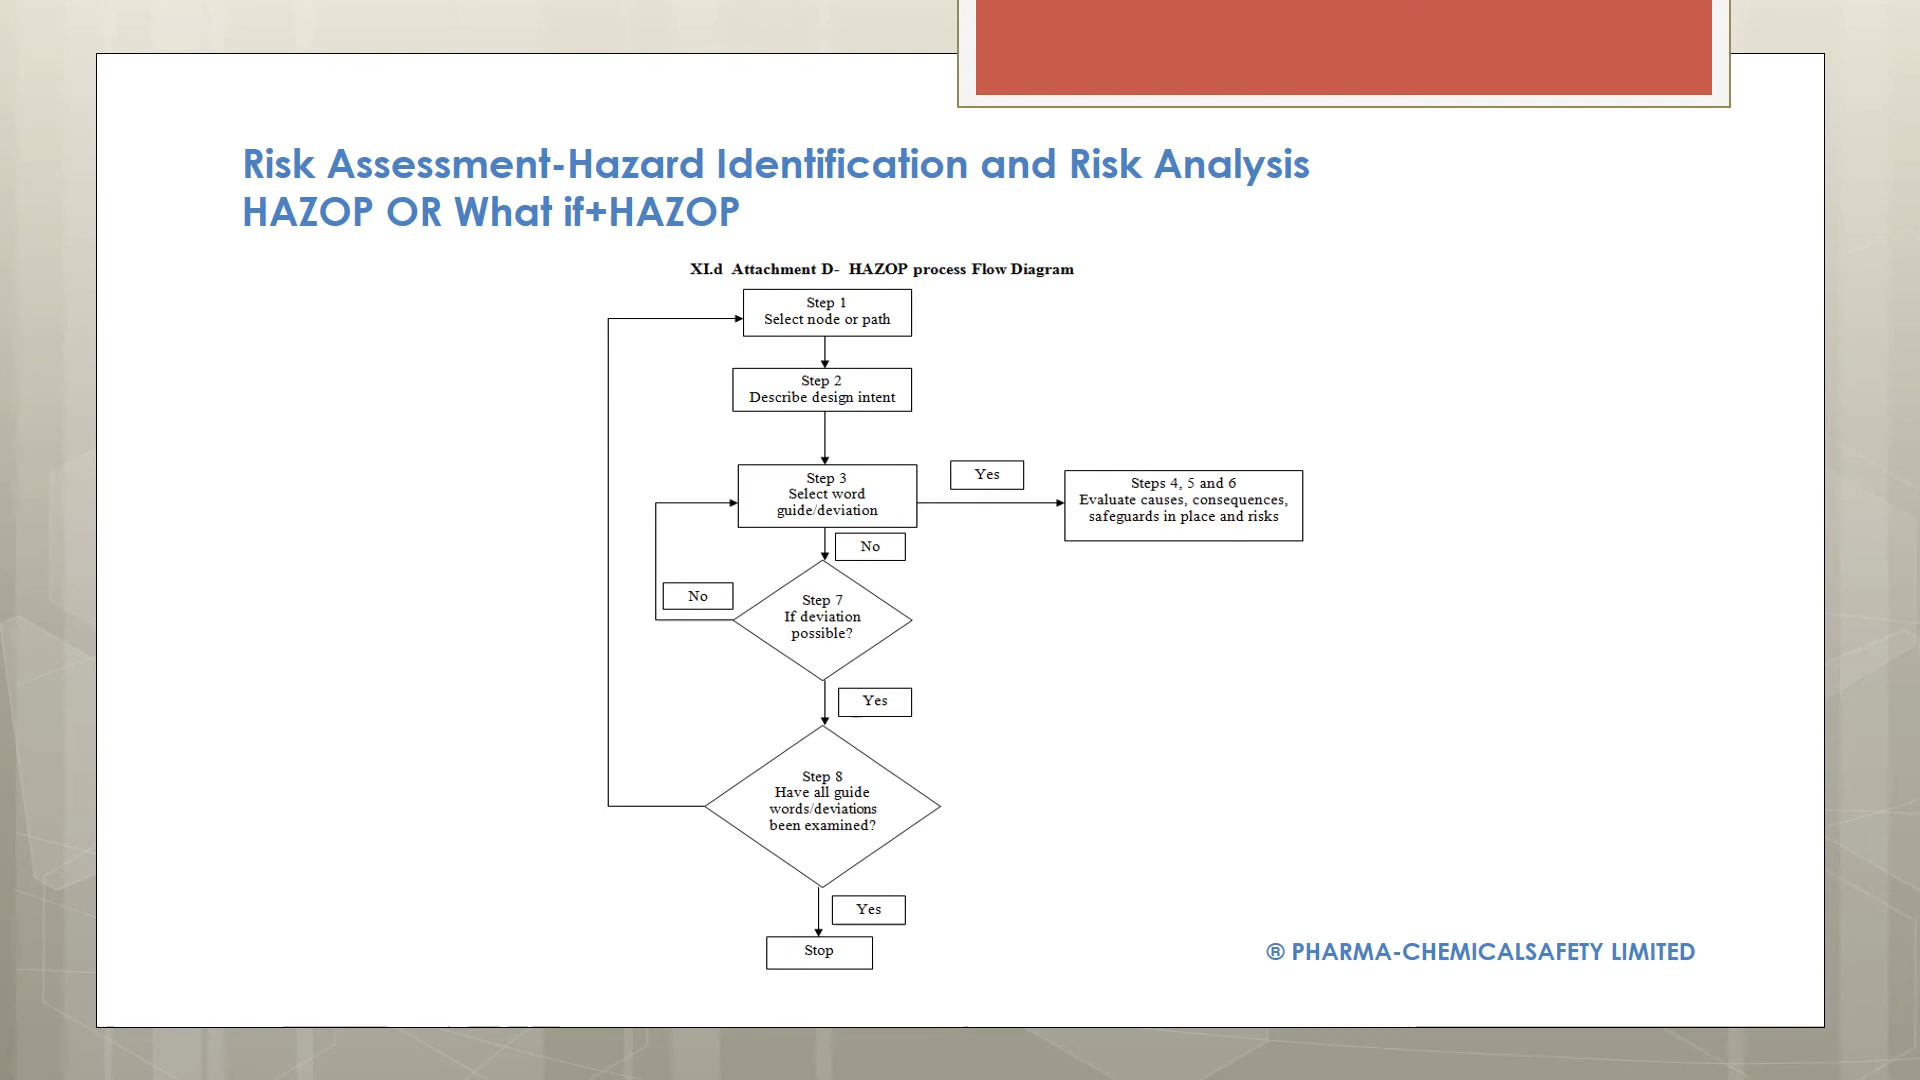 Risk Assessment-Hazard Identification and Risk Analysis
HAZOP OR What if+HAZOP
XI.d Attachment D- HAZOP process Flow Diagram
Step 1
Select node or path
Step 2
Describe design intent
Step 3
Select word
guide/deviation
Yes
Steps 4, 5 and 6
Evaluate causes, consequences,
safeguards in place and risks
No
No
Step 7
If deviation
possible?
Yes
Step 8
Have all guide
words/deviations
been examined?
Yes
Stop
® PHARMA-CHEMICALSAFETY LIMITED